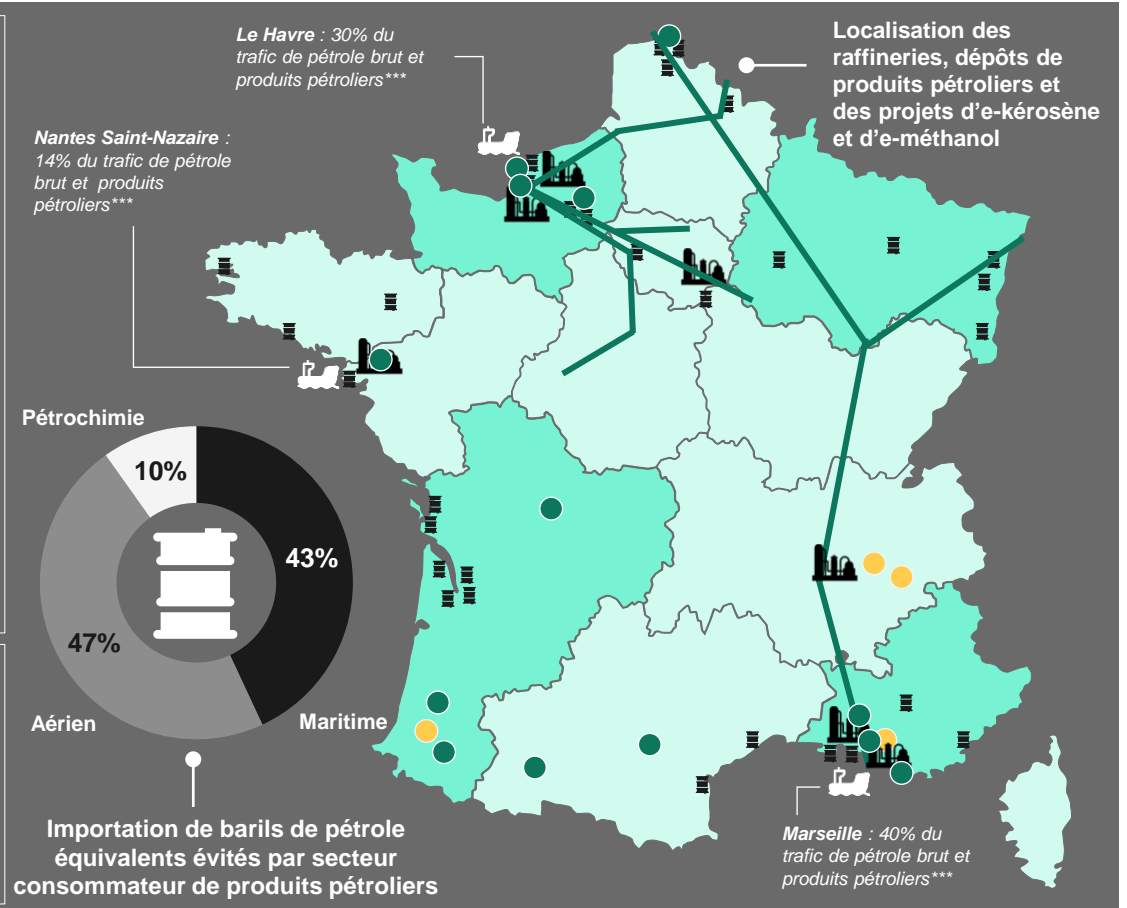 Le Havre : 30% du
trafic de pétrole brut et
produits pétroliers***
Localisation des
raffineries, dépôts de
produits pétroliers et
des projets d'e-kérosène
et d'e-méthanol
Nantes Saint-Nazaire :
14% du trafic de pétrole
brut et produits
pétroliers***
Pétrochimie
10%
43%
47%
Aérien
Maritime
Importation de barils de pétrole
équivalents évités par secteur
consommateur de produits pétroliers
Marseille : 40% du
trafic de pétrole brut et
produits pétroliers***